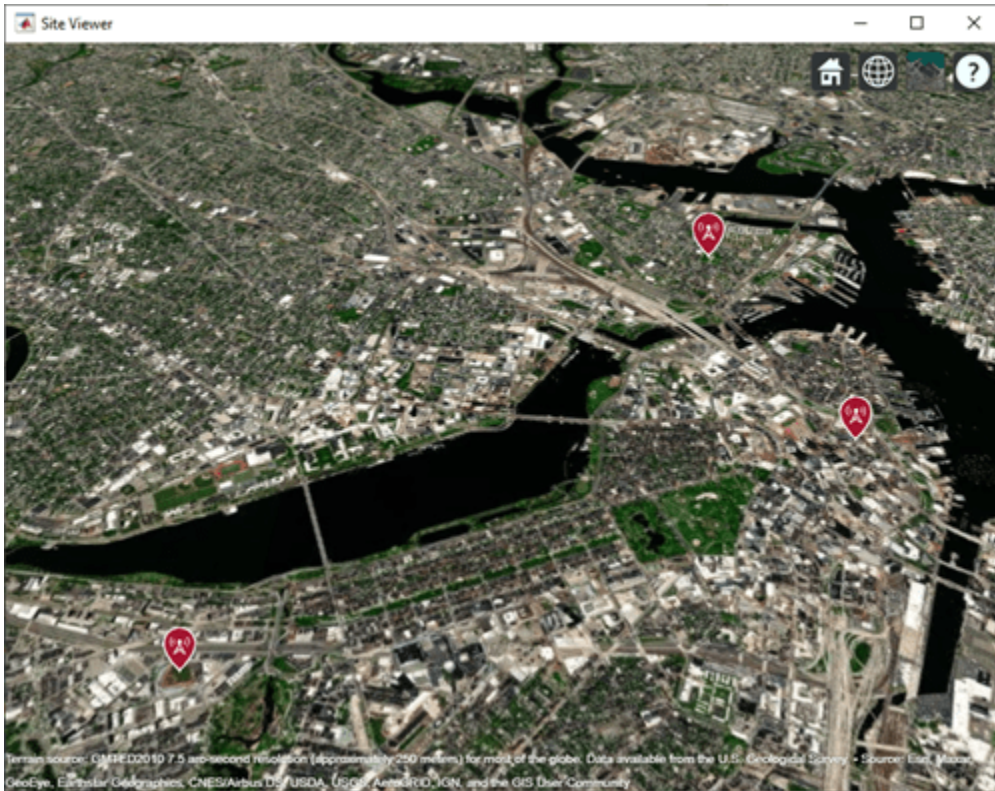 Site Viewer
?
Terrain source: GMTED2010 7.5 arc-second resolution (approximately 250 meters) for most of the globe. Data available from the U.S. Geological Survey. • Source: Esri, Maxar,
GeoEye, Earthstar Geographics, CNES/Airbus DS, USDA, USGS, AeroGRID, IGN, and the GIS User Community